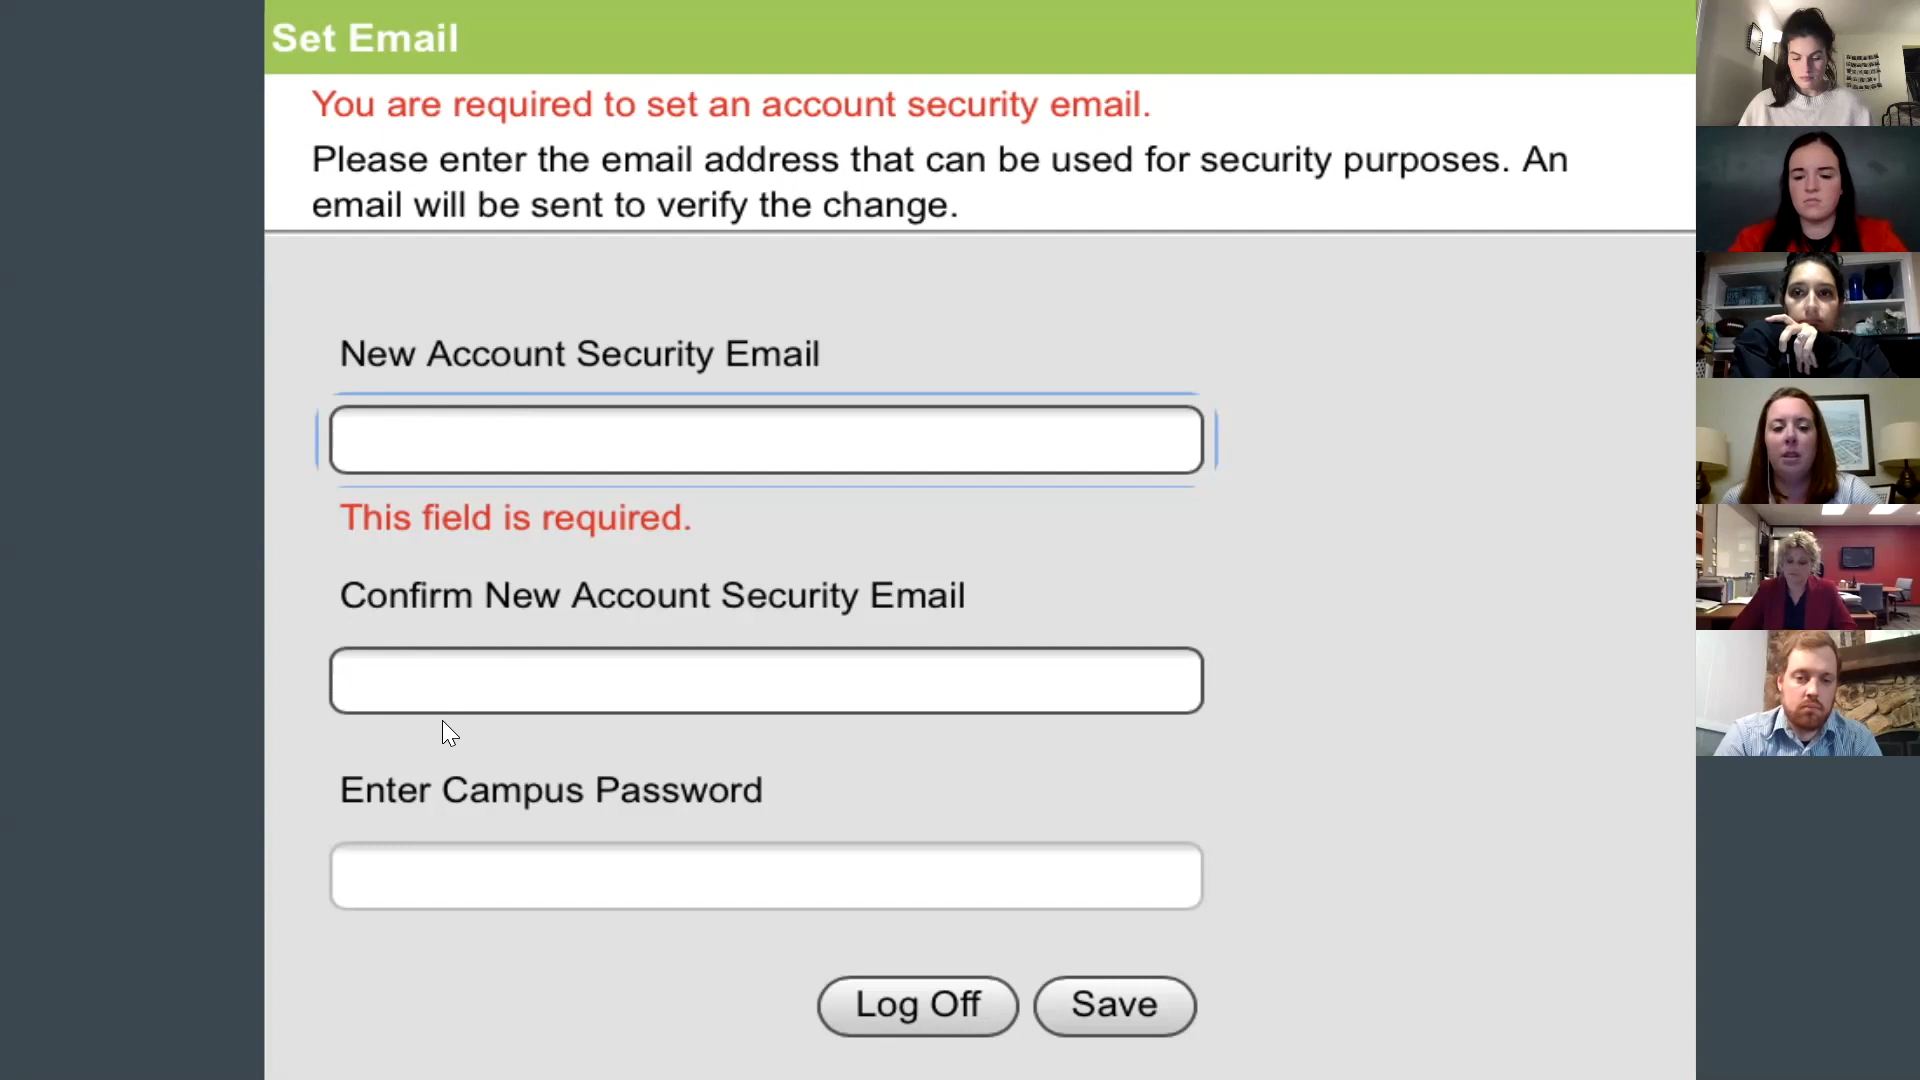 Set Email
You are required to set an account security email.
Please enter the email address that can be used for security purposes. An
email will be sent to verify the change.
New Account Security Email
This field is required.
Confirm New Account Security Email
Enter Campus Password
Log Off
Save